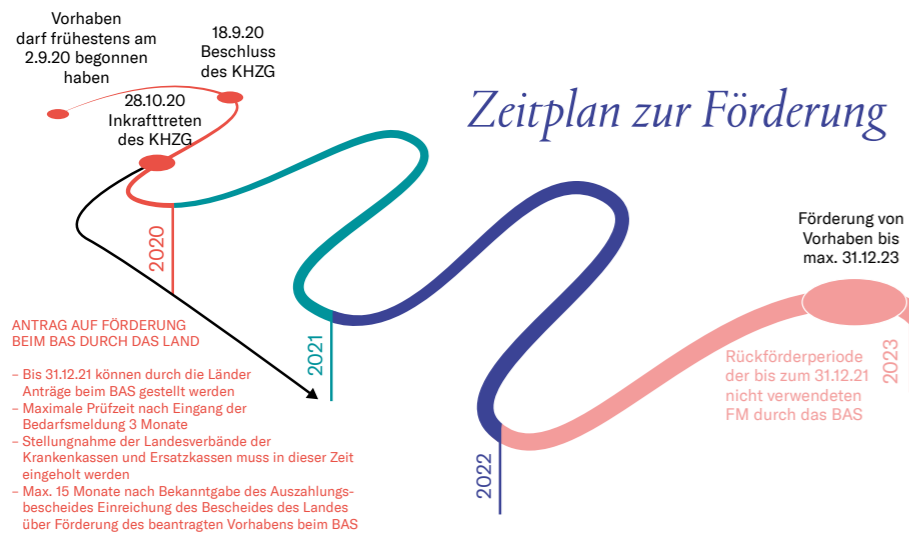 Vorhaben
darf frühestens am
2.9.20 begonnen
haben
18.9.20
Beschluss
des KHZG
28.10.20
Inkrafttreten
des KHZG
Zeitplan zur Förderung
2020
2021
2022
2023
Förderung von
Vorhaben bis
max. 31.12.23
Rückförderperiode
der bis zum 31.12.21
nicht verwendeten
FM durch das BAS
ANTRAG AUF FÖRDERUNG
BEIM BAS DURCH DAS LAND
– Bis 31.12.21 können durch die Länder
Anträge beim BAS gestellt werden
– Maximale Prüfzeit nach Eingang der
Bedarfsmeldung 3 Monate
– Stellungnahme der Landesverbände der
Krankenkassen und Ersatzkassen muss in dieser Zeit
eingeholt werden
– Max. 15 Monate nach Bekanntgabe des Auszahlungs-
bescheides Einreichung des Bescheides des Landes
über Förderung des beantragten Vorhabens beim BAS